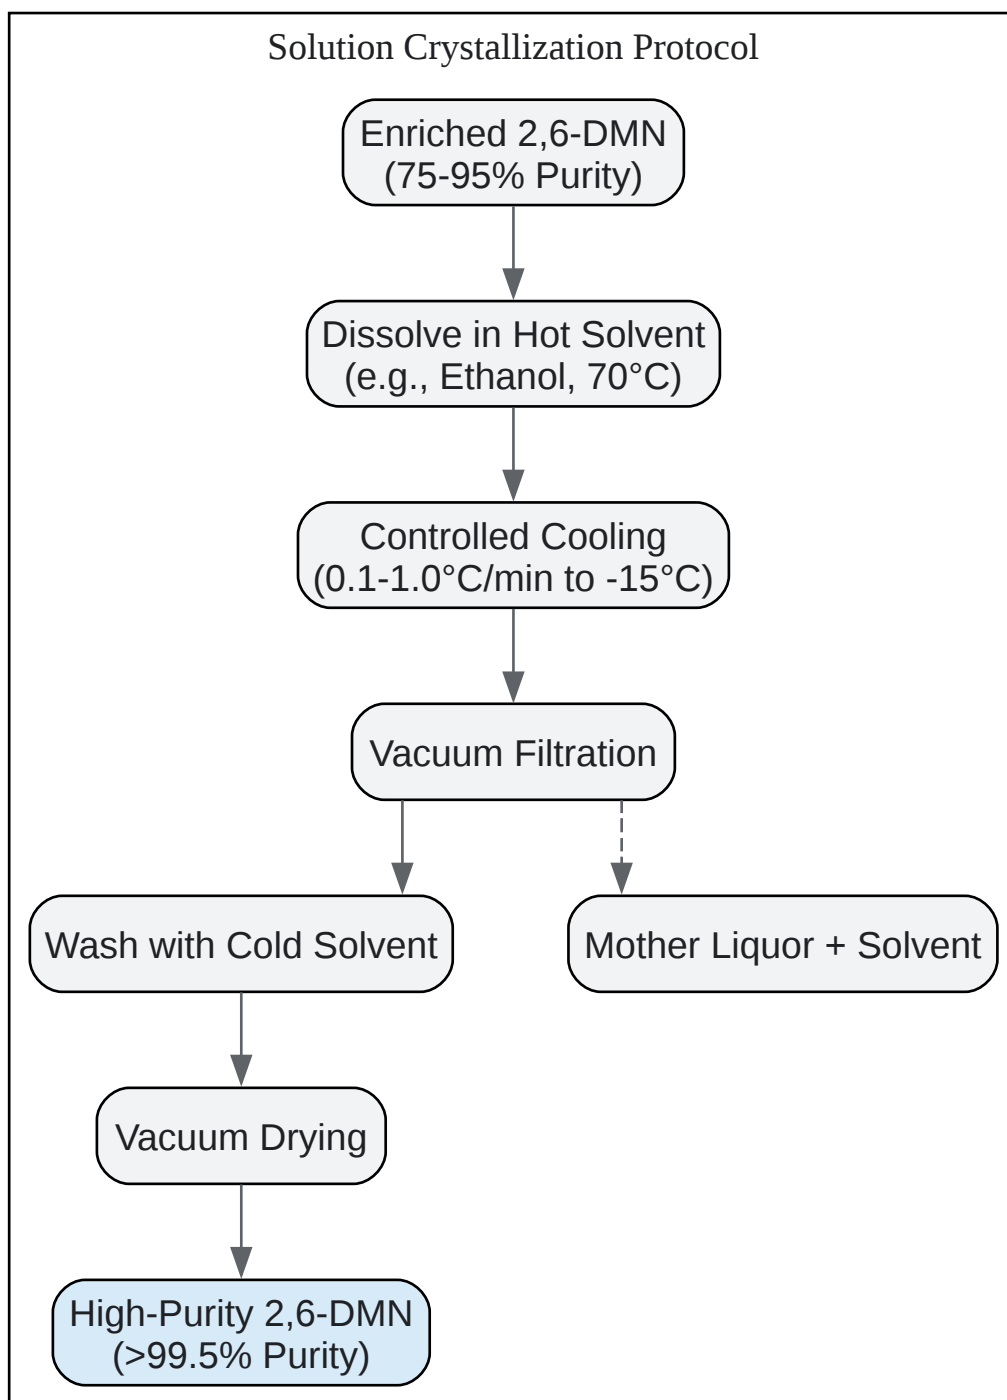 Solution Crystallization Protocol
Enriched 2,6-DMN
(75-95% Purity)
Dissolve in Hot Solvent
(e.g., Ethanol, 70°C)
Controlled Cooling
(0.1-1.0°C/min to -15°C)
Vacuum Filtration
Wash with Cold Solvent
Mother Liquor + Solvent
Vacuum Drying
High-Purity 2,6-DMN
(>99.5% Purity)